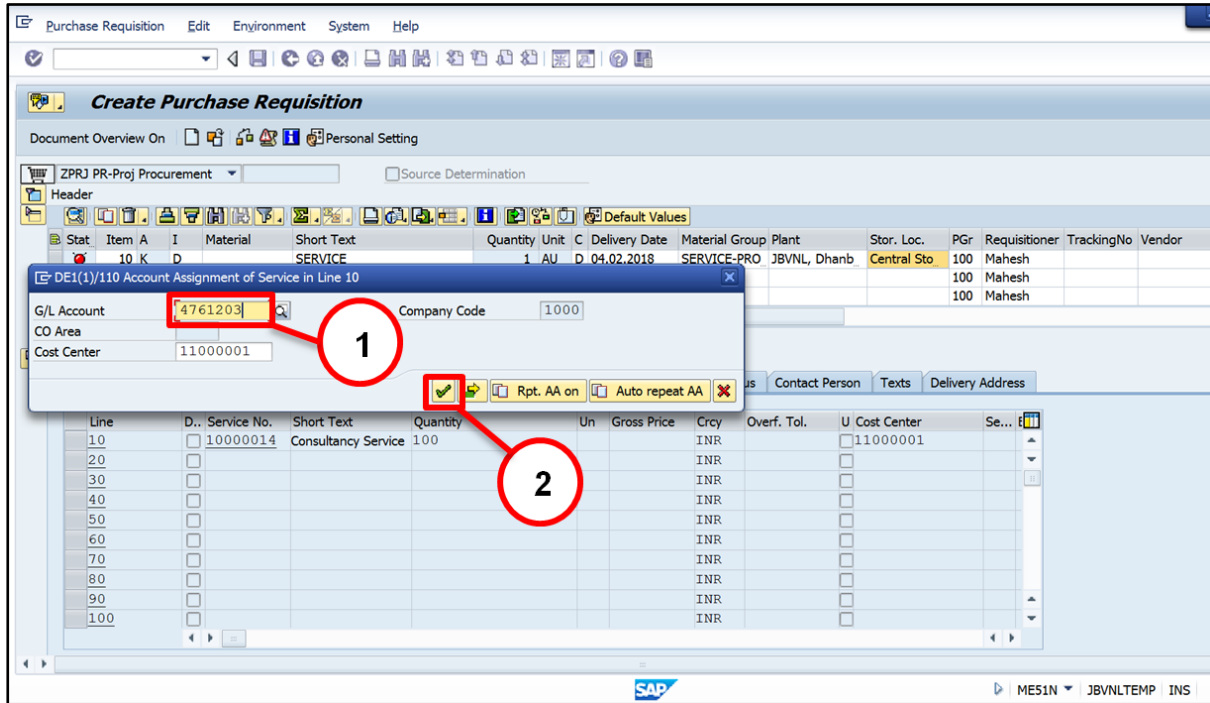 Purchase Requisition Edit Environment System Help
Create Purchase Requisition
Document Overview On Personal Setting
ZPRJ PR-Proj Procurement Source Determination
Header
Default Values
Stat Item A I Material Short Text Quantity Unit C Delivery Date Material Group Plant Stor. Loc. PGr Requisitioner TrackingNo Vendor
10 K D SERVICE 1 AU D 04.02.2018 SERVICE-PRO JBVNL, Dhanb Central Sto 100 Mahesh
DE1(1)/110 Account Assignment of Service in Line 10
100 Mahesh
100 Mahesh
G/L Account 4761203 Company Code 1000
CO Area
Cost Center 11000001
1
Rpt. AA on Auto repeat AA
us Contact Person Texts Delivery Address
Line D.. Service No. Short Text Quantity Un Gross Price Crcy Overf. Tol. U Cost Center Se... E
10 10000014 Consultancy Service 100 INR 11000001
20 INR
30 INR
2
40 INR
50 INR
60 INR
70 INR
80 INR
90 INR
100 INR
SAP ME51N JBVNLTEMP INS